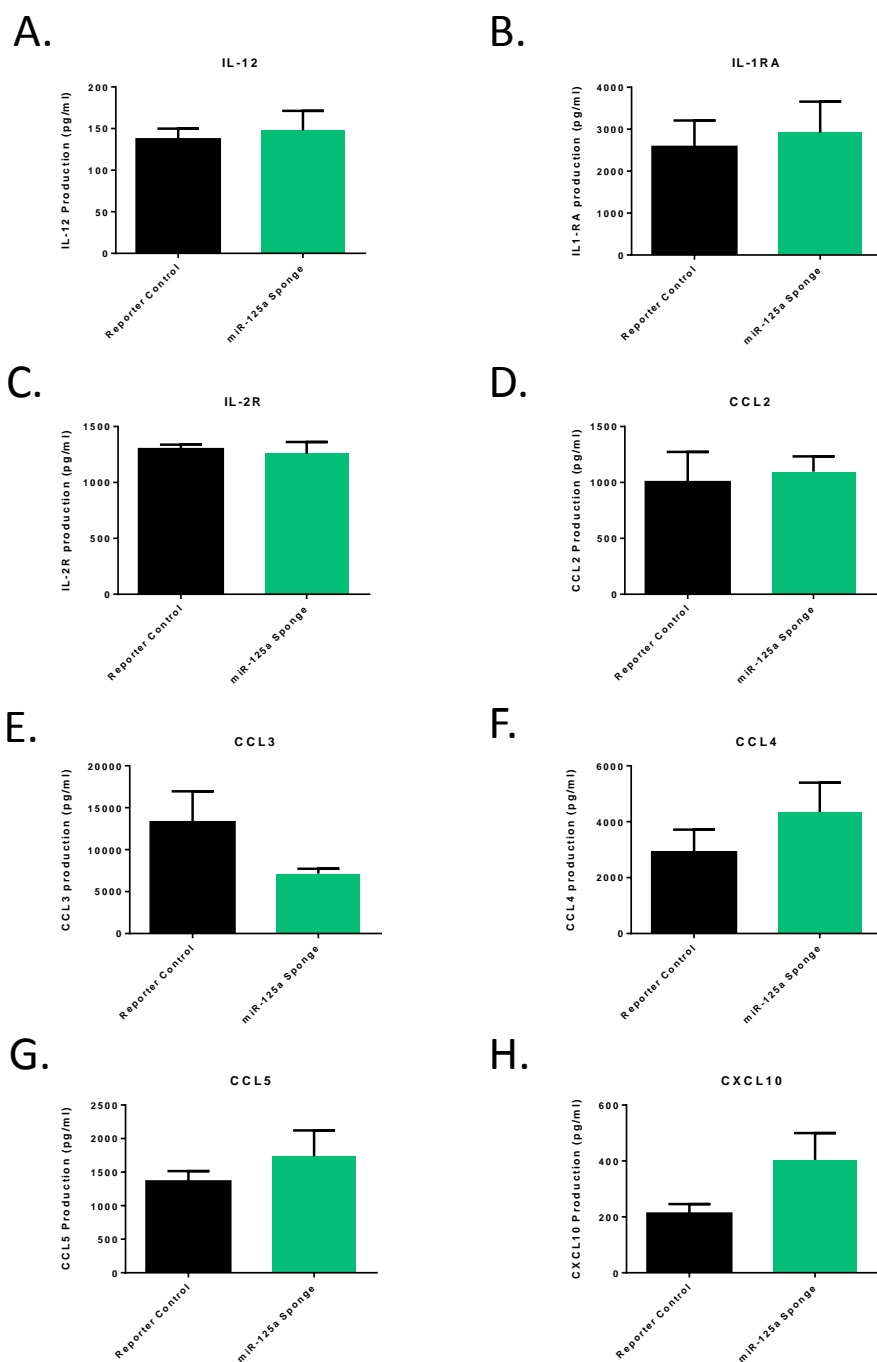 A.
IL-12
IL-12 Production (pg/ml)
200
150
100
50
0
Reporter Control
miR-125a Sponge
B.
IL-1RA
IL1-RA production (pg/ml)
4000
3000
2000
1000
0
Reporter Control
miR-125a Sponge
C.
IL-2R
IL-2R production (pg/ml)
1500
1000
500
0
Reporter Control
miR-125a Sponge
D.
CCL2
CCL2 Production (pg/ml)
1500
1000
500
0
Reporter Control
miR-125a Sponge
E.
CCL3
CCL3 production (pg/ml)
20000
15000
10000
5000
0
Reporter Control
miR-125a Sponge
F.
CCL4
CCL4 production (pg/ml)
6000
4000
2000
0
Reporter Control
miR-125a Sponge
G.
CCL5
CCL5 Production (pg/ml)
2500
2000
1500
1000
500
0
Reporter Control
miR-125a Sponge
H.
CXCL10
CXCL10 Production (pg/ml)
600
400
200
0
Reporter Control
miR-125a Sponge